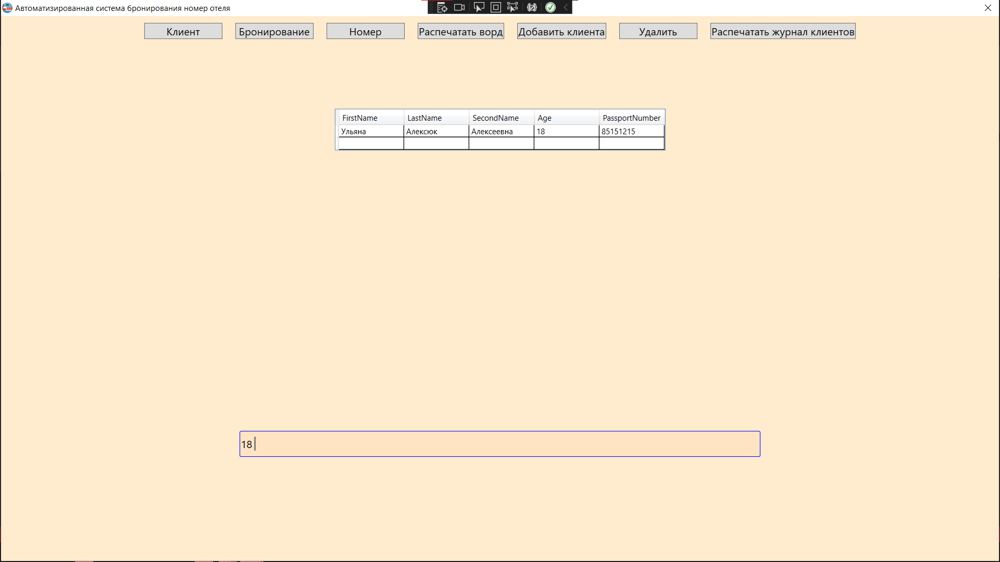 Автоматизированная система бронирования номер отеля
Клиент Бронирование Номер Распечатать ворд Добавить клиента Удалить Распечатать журнал клиентов
FirstName LastName SecondName Age PassportNumber
Ульяна Алексюк Алексеевна 18 85151215
18